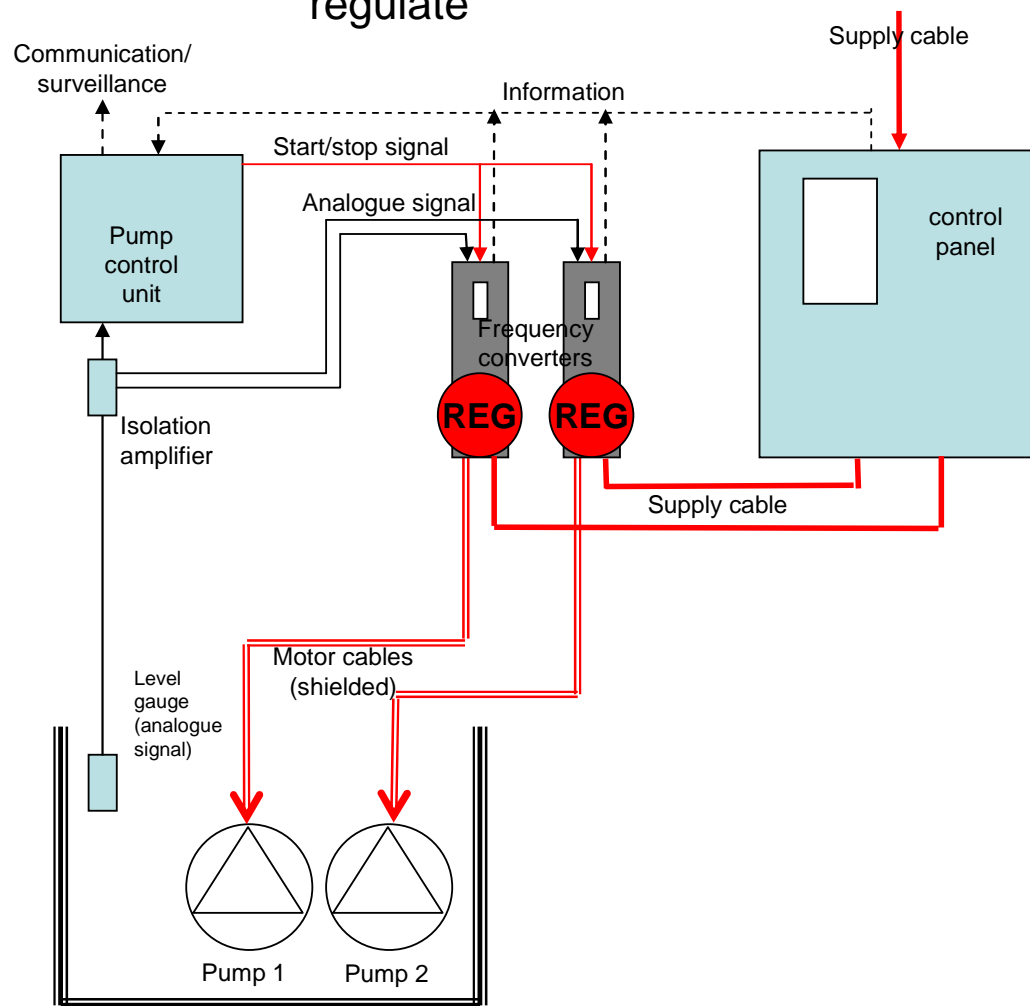 regulate
Supply cable
Communication/
surveillance
Information
Start/stop signal
Analogue signal
Pump
control
unit
control
panel
Frequency
converters
REG
REG
Isolation
amplifier
Supply cable
Motor cables
(shielded)
Level
gauge
(analogue
signal)
Pump 1
Pump 2